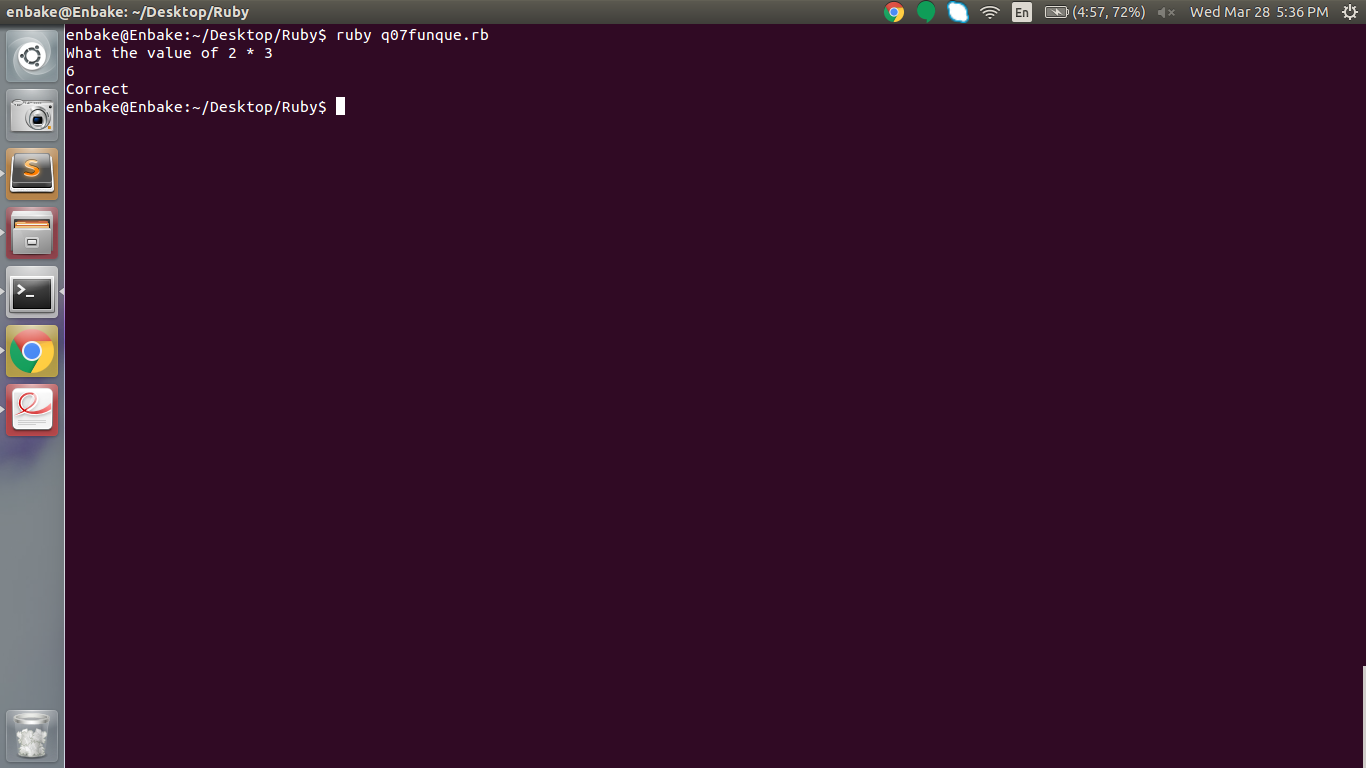 enbake@Enbake: ~/Desktop/Ruby
En (4:57, 72%) Wed Mar 28 5:36 PM
enbake@Enbake:~/Desktop/Ruby$ ruby q07funque.rb
What the value of 2 * 3
6
Correct
enbake@Enbake:~/Desktop/Ruby$